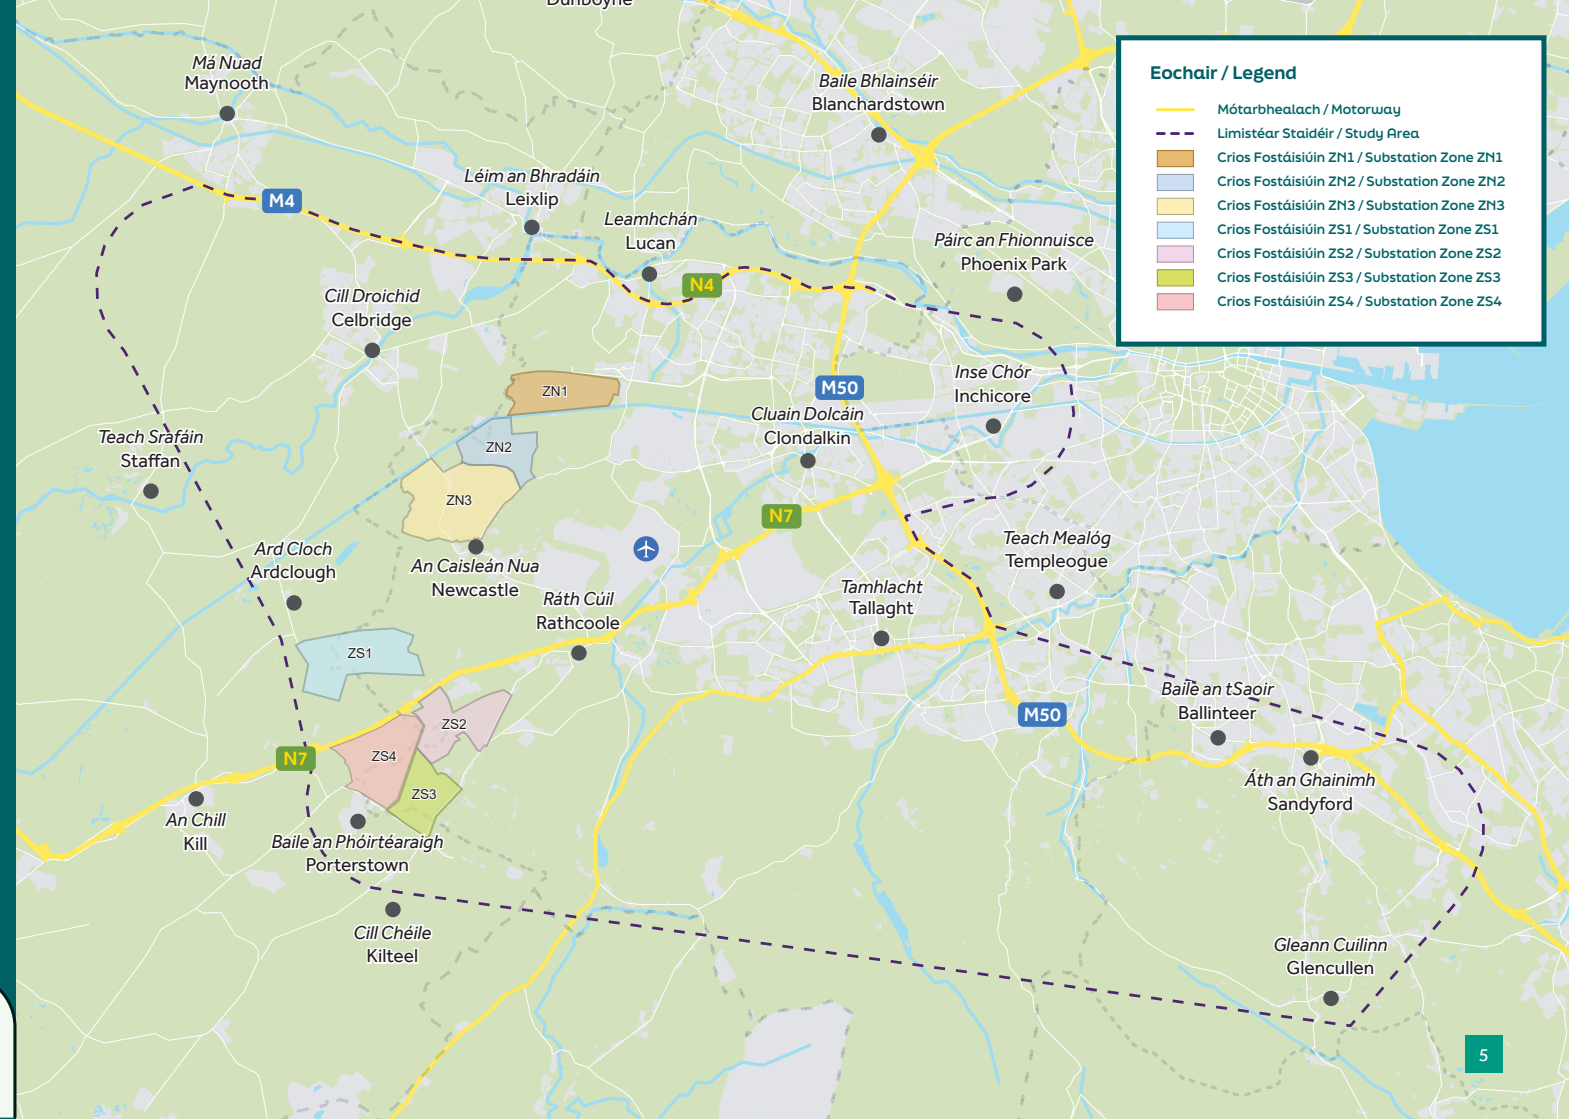 Dunboyne
Má Nuad
Maynooth
Baile Bhlainséir
Blanchardstown
Eochair / Legend
Mótarbhealach / Motorway
Limistéar Staidéir / Study Area
Crios Fostáisiúin ZN1 / Substation Zone ZN1
Crios Fostáisiúin ZN2 / Substation Zone ZN2
Crios Fostáisiúin ZN3 / Substation Zone ZN3
Crios Fostáisiúin ZS1 / Substation Zone ZS1
Crios Fostáisiúin ZS2 / Substation Zone ZS2
Crios Fostáisiúin ZS3 / Substation Zone ZS3
Crios Fostáisiúin ZS4 / Substation Zone ZS4
M4
Léim an Bhradáin
Leixlip
Leamhchán
Lucan
N4
Páirc an Fhionnuisce
Phoenix Park
Cill Droichid
Celbridge
ZN1
M50
Inse Chór
Inchicore
Cluain Dolcáin
Clondalkin
Teach Srafáin
Staffan
ZN2
ZN3
N7
Ard Cloch
Ardclough
An Caisleán Nua
Newcastle
Ráth Cúil
Rathcoole
Teach Mealóg
Templeogue
Tamhlacht
Tallaght
ZS1
ZS2
Baile an tSaoir
Ballinteer
M50
N7
ZS4
ZS3
Áth an Ghainimh
Sandyford
An Chill
Kill
Baile an Phóirtéaraigh
Porterstown
Cill Chéile
Kilteel
Gleann Cuilinn
Glencullen
5